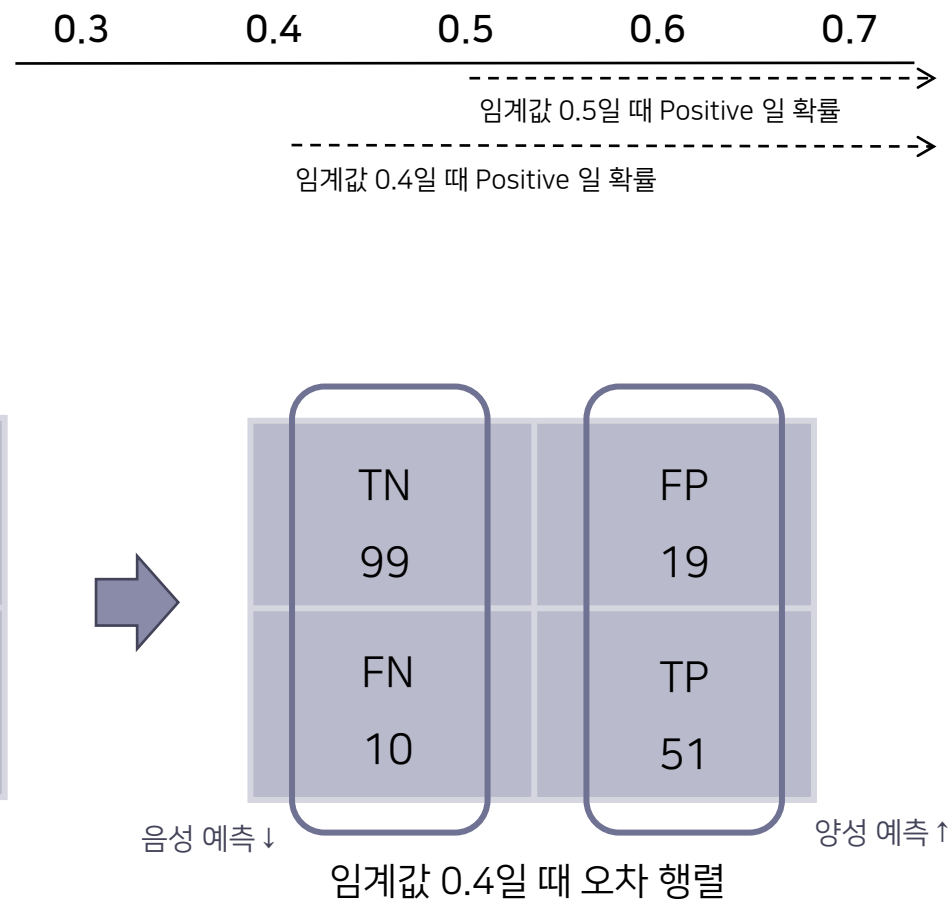 0.3 0.4 0.5 0.6 0.7
임계값 0.5일 때 Positive 일 확률
임계값 0.4일 때 Positive 일 확률
TN FP
99 19
FN TP
10 51
음성 예측↓ 양성 예측↑
임계값 0.4일 때 오차 행렬